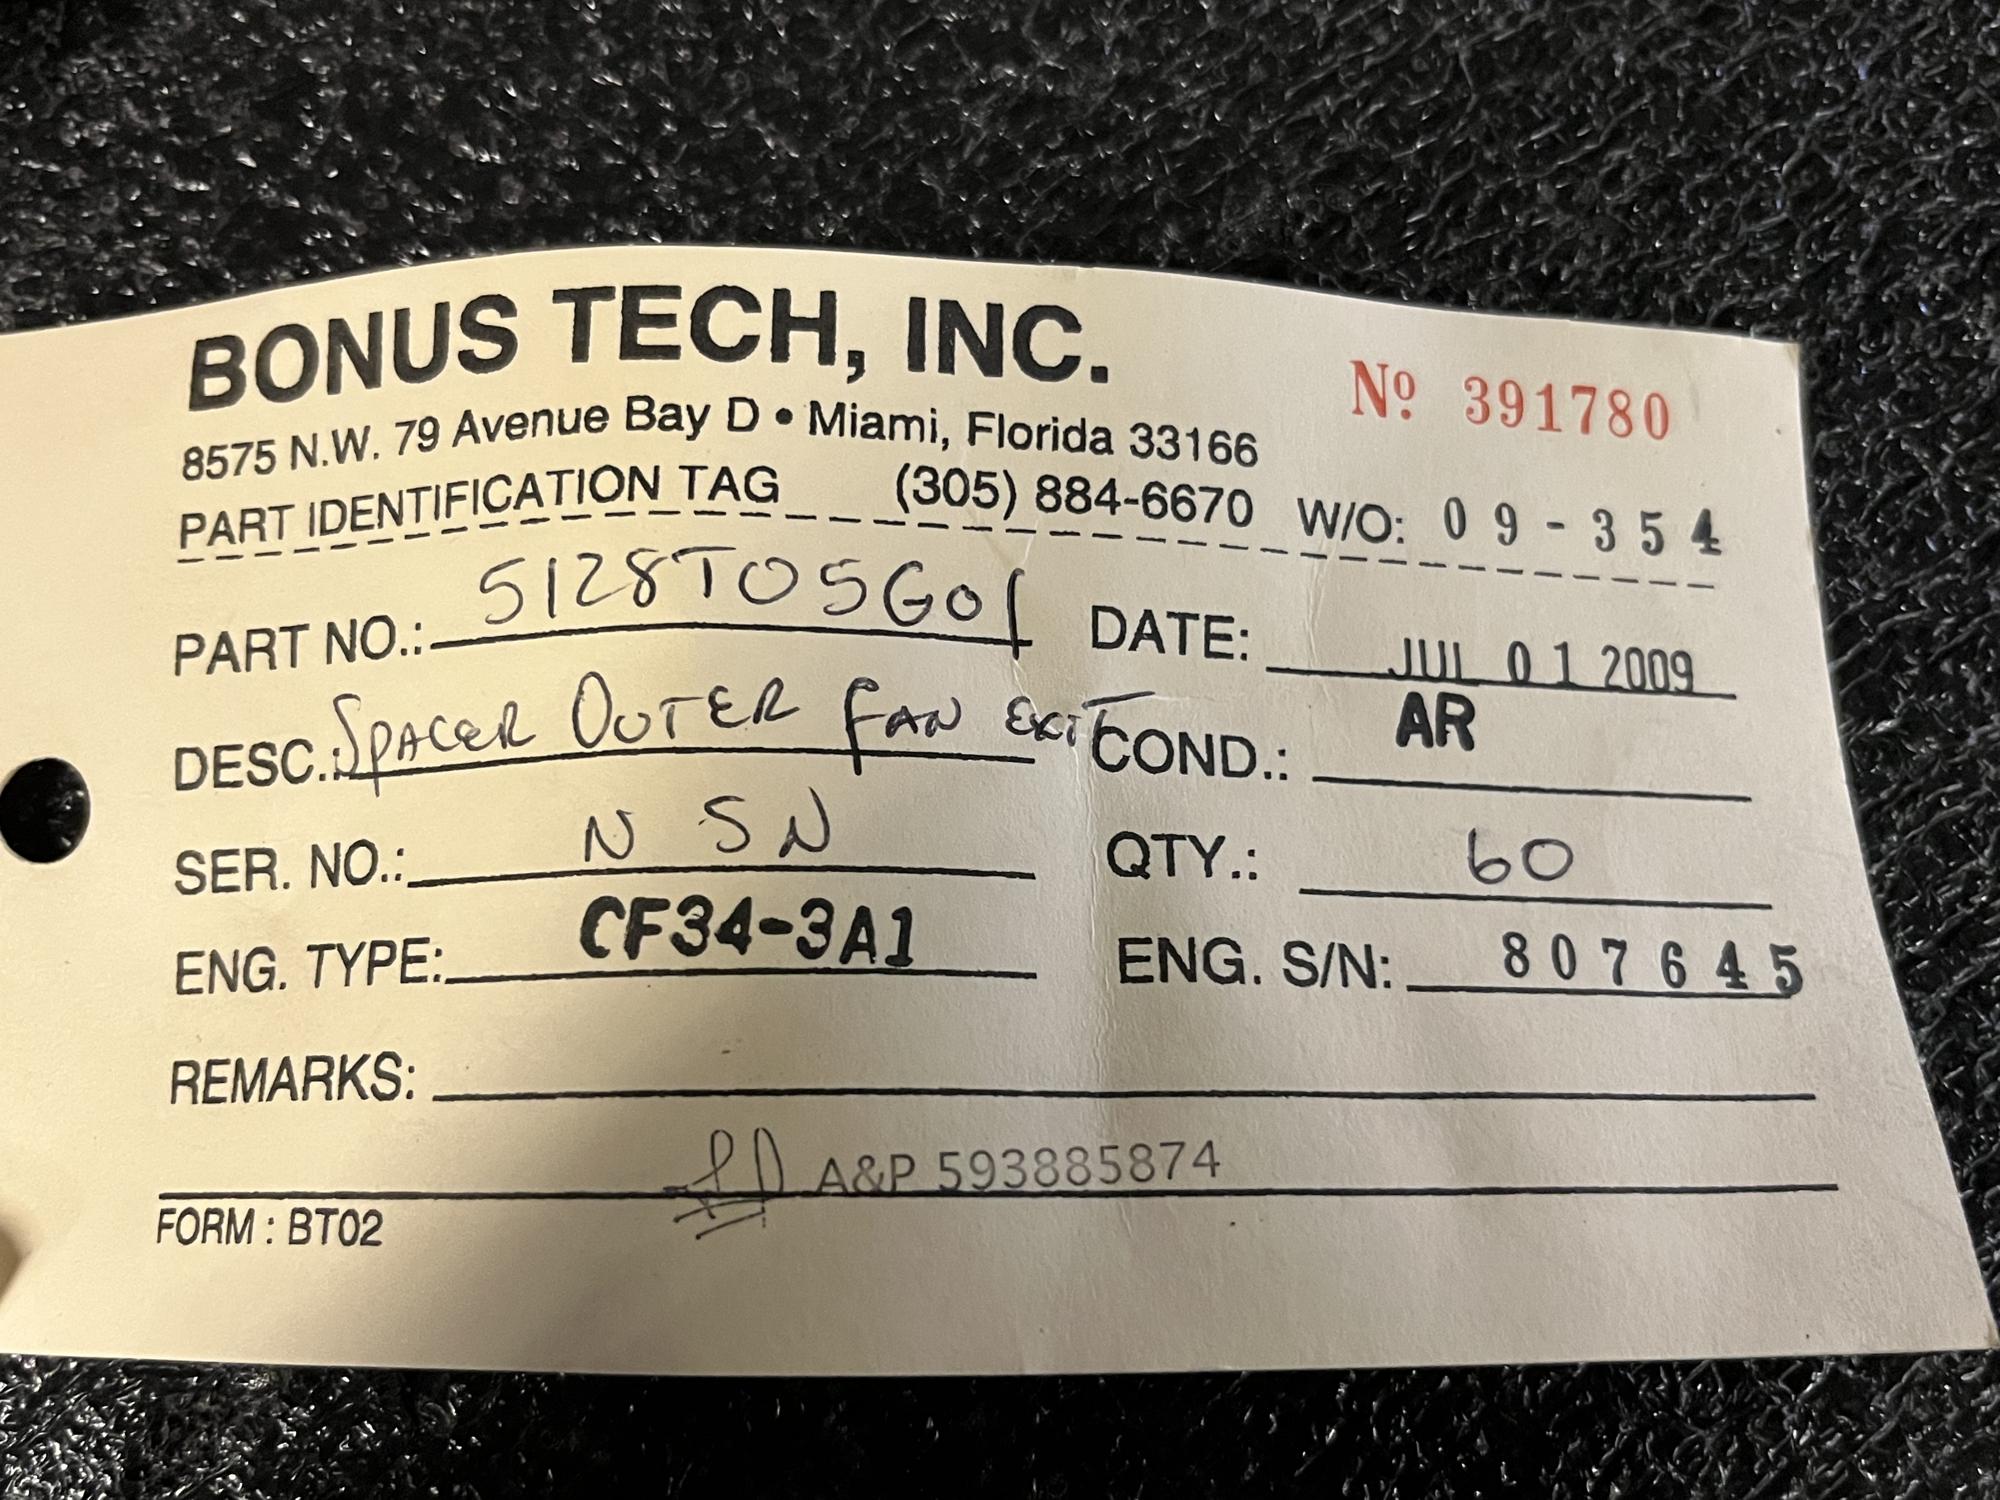 BONUS TECH, INC.
Nº 391780
8575 N.W. 79 Avenue Bay D • Miami, Florida 33166
PART IDENTIFICATION TAG (305) 884-6670 W/O: 09-354
PART NO.: 5128T05G01 DATE: JUL 01 2009
DESC.: SPACER OUTER FAN EXIT COND.: AR
SER. NO.: N SN QTY.: 60
ENG. TYPE: CF34-3A1 ENG. S/N: 807645
REMARKS:
A&P 593885874
FORM : BT02